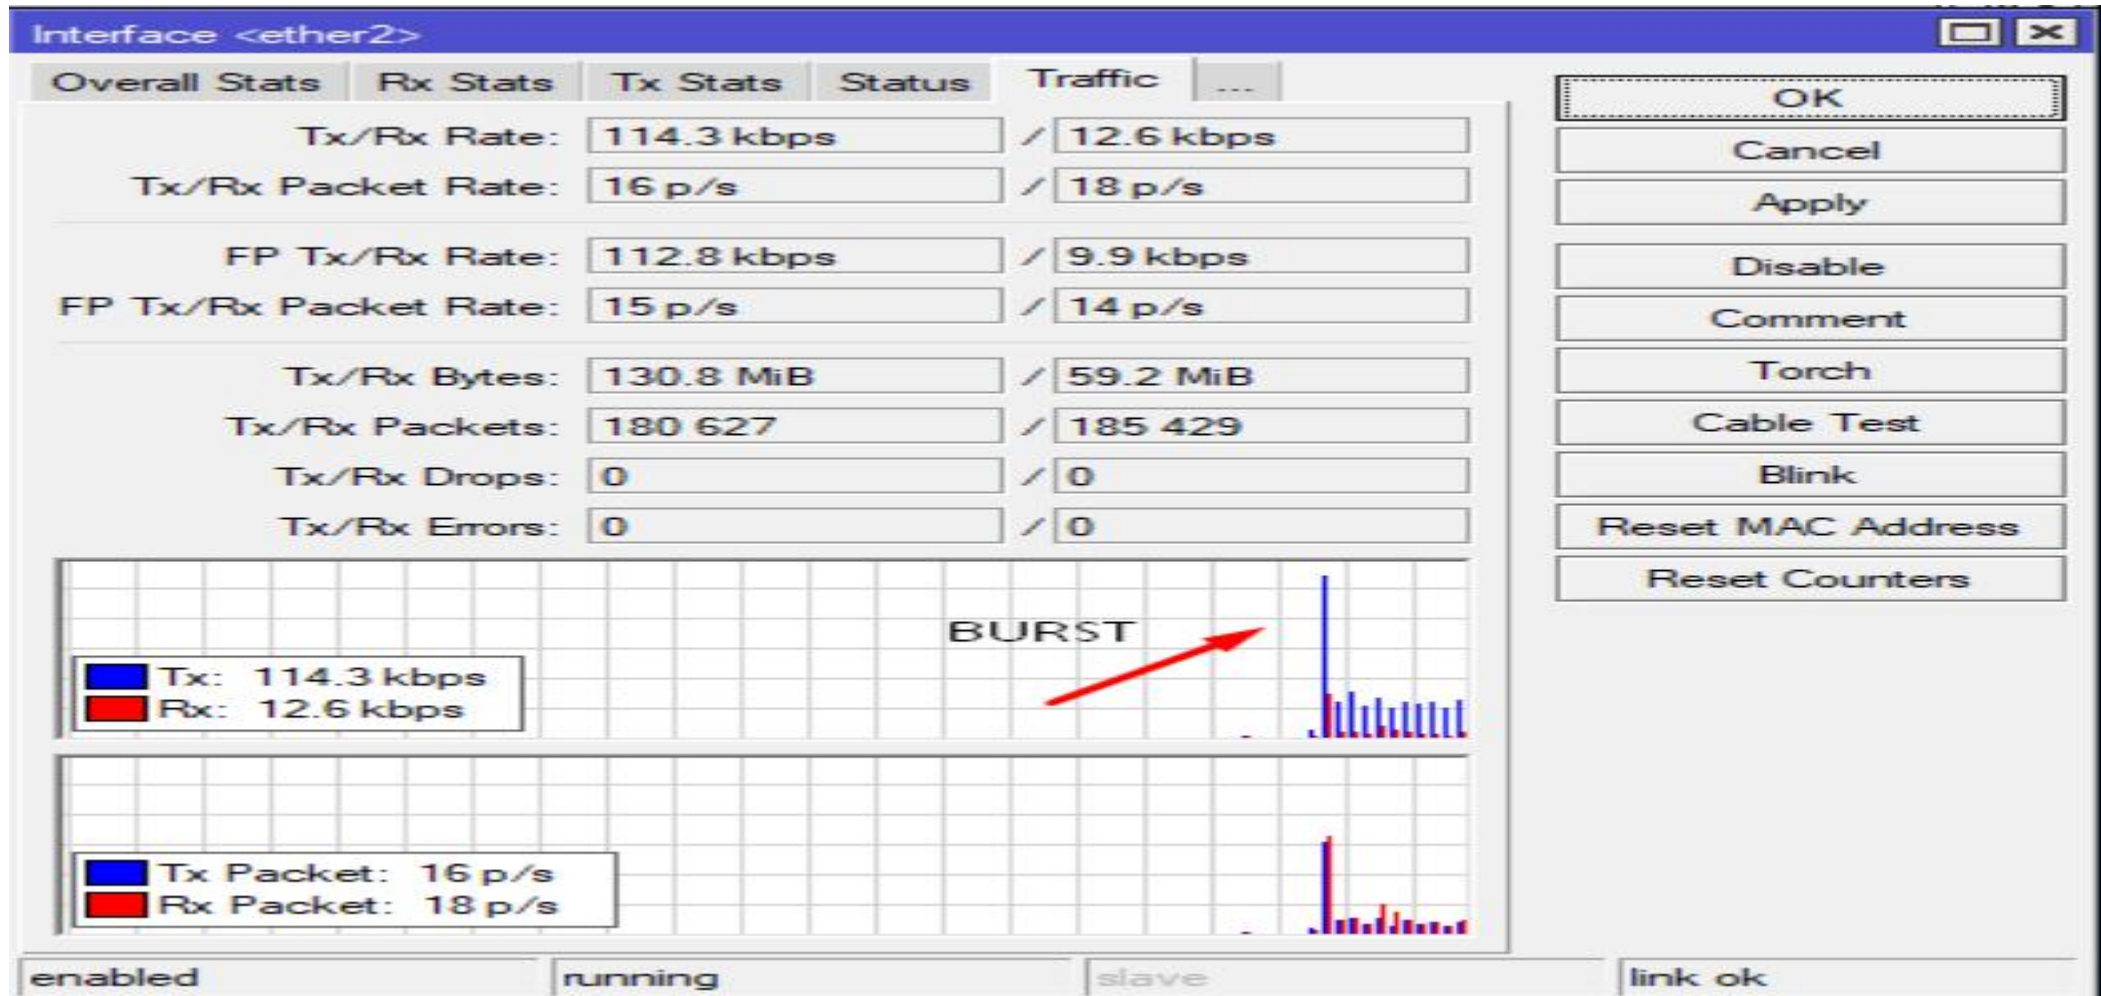 Interface <ether2>
Overall Stats Rx Stats Tx Stats Status Traffic ...
Tx/Rx Rate: 114.3 kbps / 12.6 kbps
Tx/Rx Packet Rate: 16 p/s / 18 p/s
FP Tx/Rx Rate: 112.8 kbps / 9.9 kbps
FP Tx/Rx Packet Rate: 15 p/s / 14 p/s
Tx/Rx Bytes: 130.8 MiB / 59.2 MiB
Tx/Rx Packets: 180 627 / 185 429
Tx/Rx Drops: 0 / 0
Tx/Rx Errors: 0 / 0
BURST
Tx: 114.3 kbps
Rx: 12.6 kbps
Tx Packet: 16 p/s
Rx Packet: 18 p/s
OK
Cancel
Apply
Disable
Comment
Torch
Cable Test
Blink
Reset MAC Address
Reset Counters
enabled running slave link ok